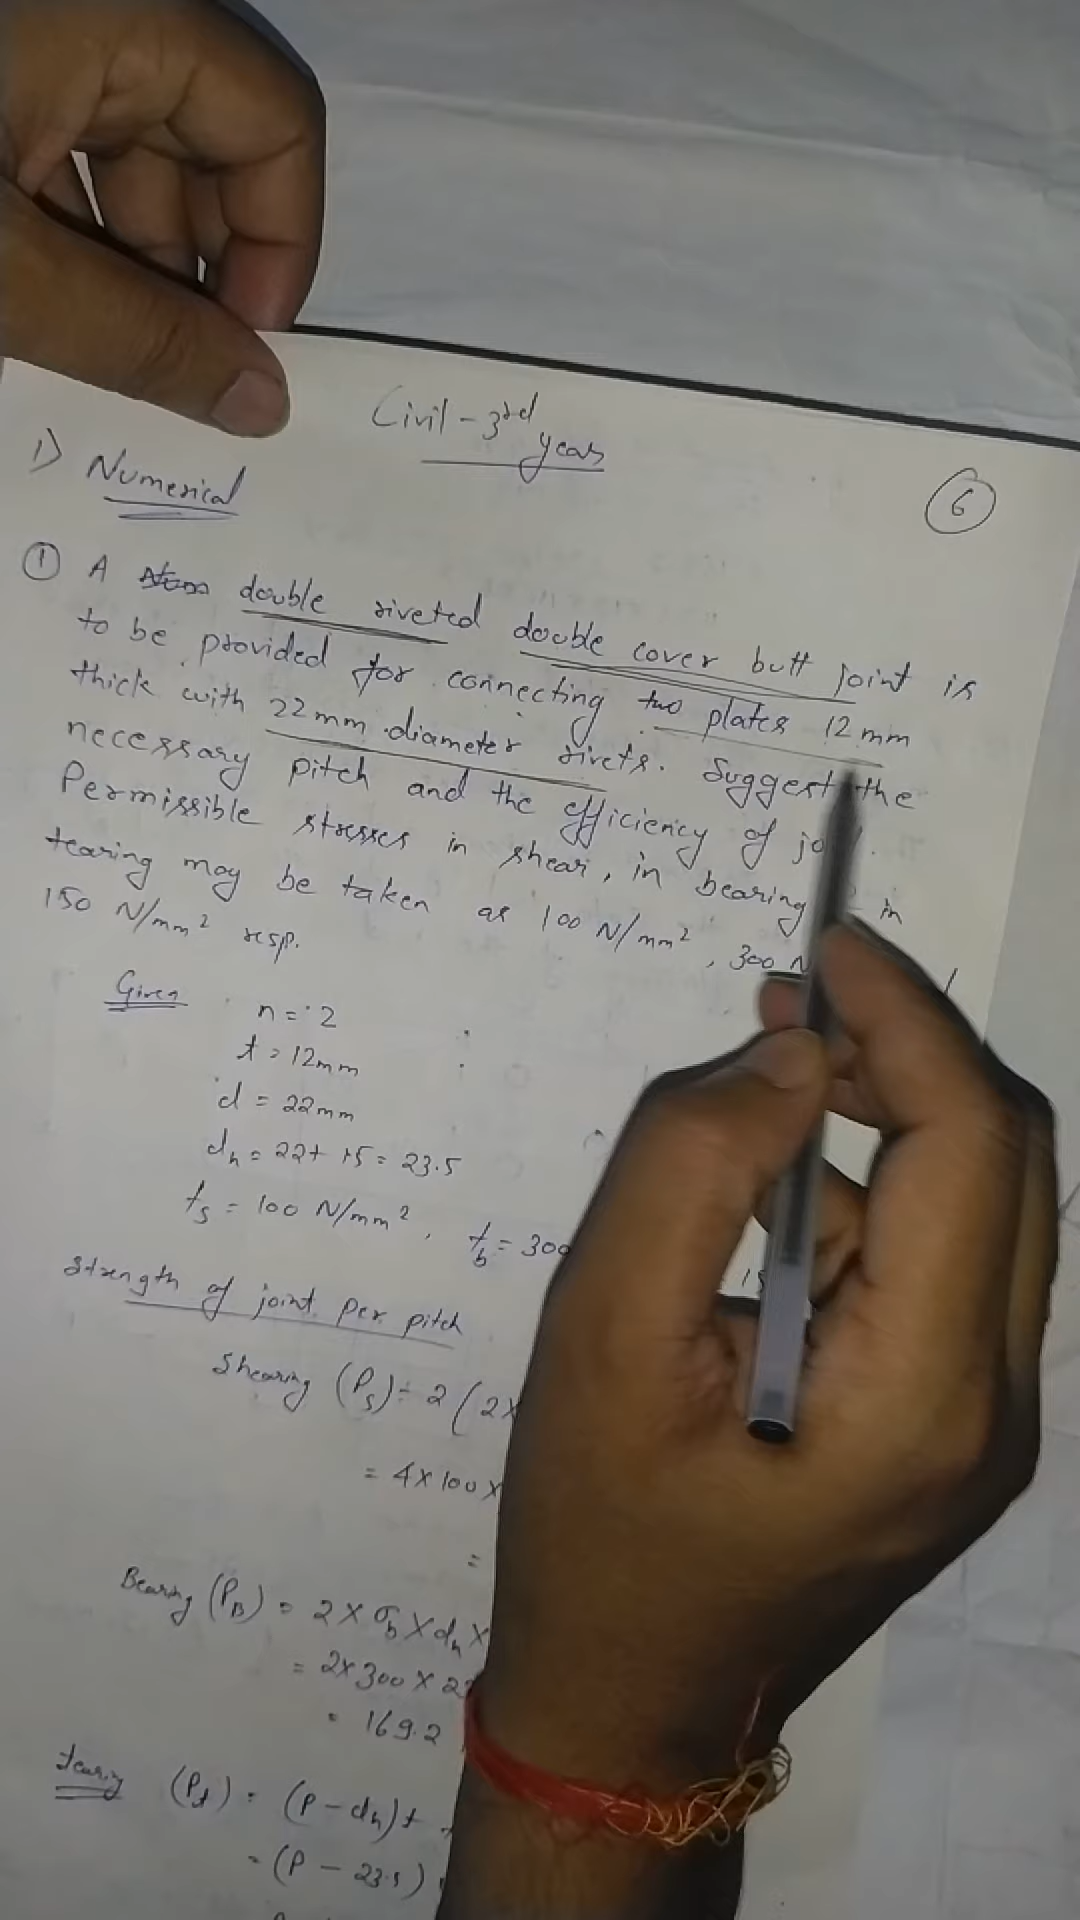 Civil - 3rd year
1) Numerical
6
① A double riveted double cover butt joint is
to be provided for connecting two plates 12 mm
thick with 22mm diameter rivets. Suggest the
necessary pitch and the efficiency of
Permissible stresses in shear, in bearing in
tearing may be taken as 100 N/mm², 300 N
150 N/mm² resp.
Given
n = 2
t = 12mm
d = 22mm
dh = 22+ 1.5 = 23.5
fs = 100 N/mm², fb = 300
Strength of joint per pitch
Shearing (Ps) = 2 (2×
= 4 × 100 ×
=
Bearing (PB) = 2 × σb × dh ×
= 2× 300 × 2
= 169.2
Tearing (Pt) = (P - dh) t
= (P - 23.5)